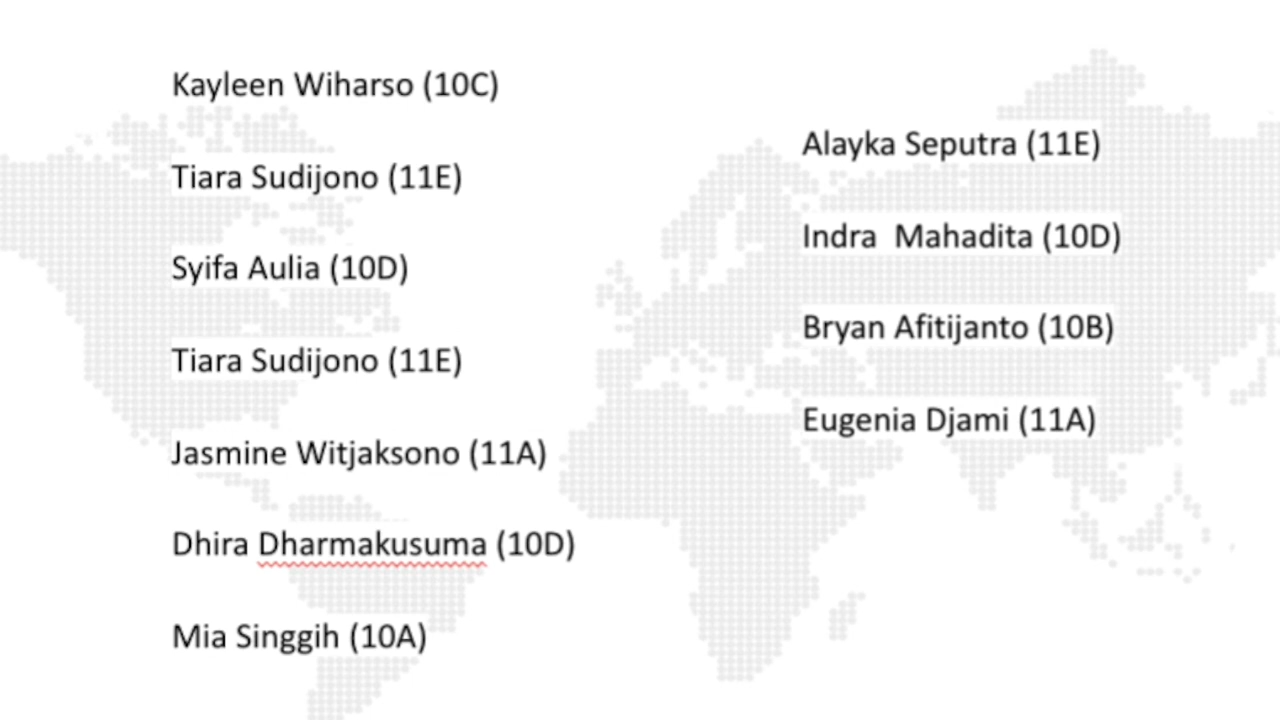 Kayleen Wiharso (10C)
Tiara Sudijono (11E)
Syifa Aulia (10D)
Tiara Sudijono (11E)
Jasmine Witjaksono (11A)
Dhira Dharmakusuma (10D)
Mia Singgih (10A)
Alayka Seputra (11E)
Indra  Mahadita (10D)
Bryan Afitijanto (10B)
Eugenia Djami (11A)